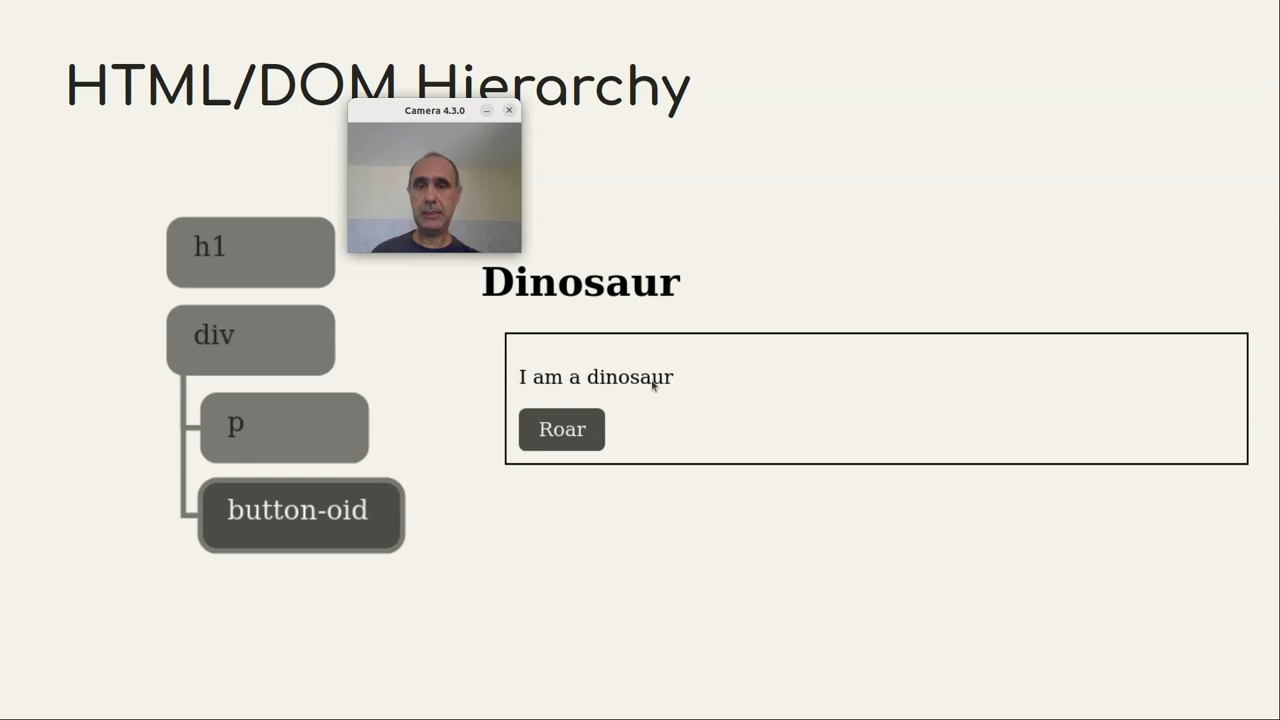 HTML/DOM Hierarchy
Camera 4.3.0
h1
div
p
button-oid
Dinosaur
I am a dinosaur
Roar